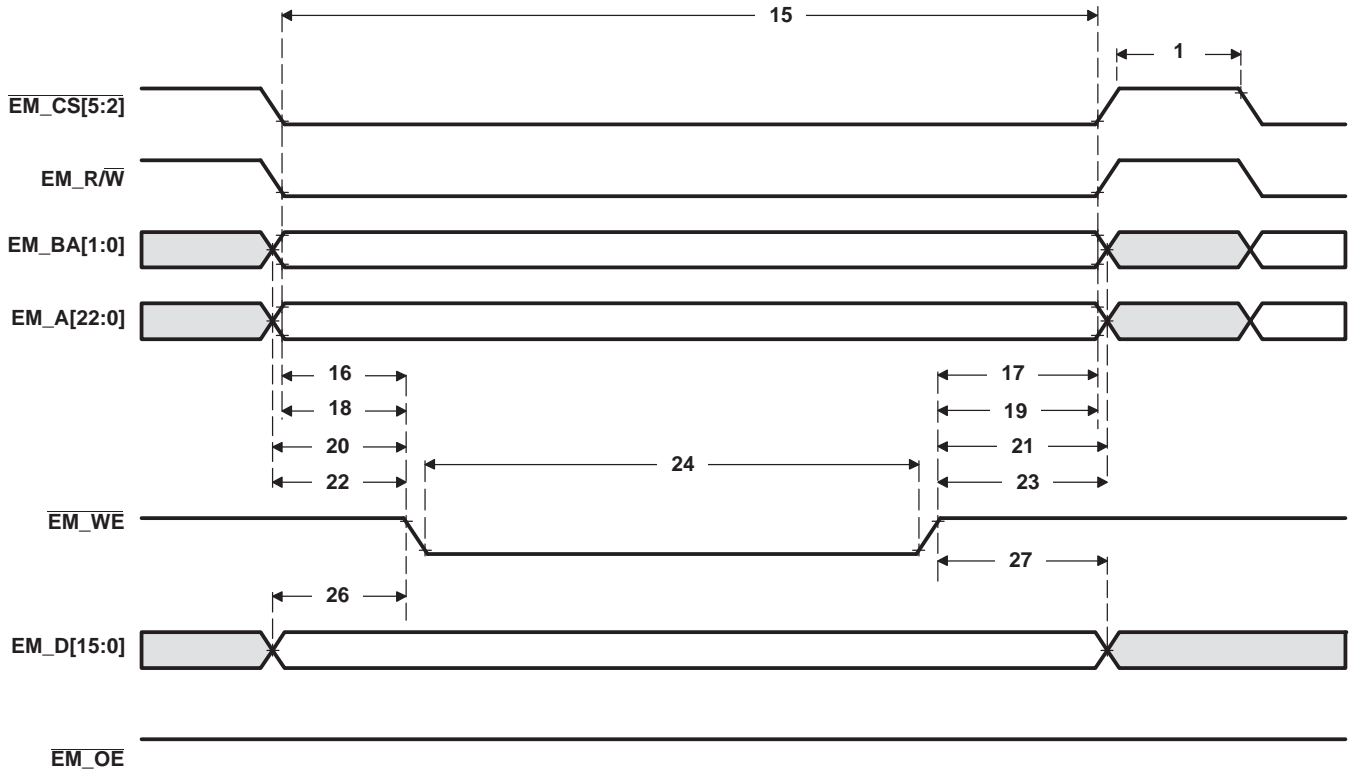 15
1
EM_CS[5:2]
EM_R/W
EM_BA[1:0]
EM_A[22:0]
16 17
18 19
20 21
22 24 23
EM_WE
27
26
EM_D[15:0]
EM_OE